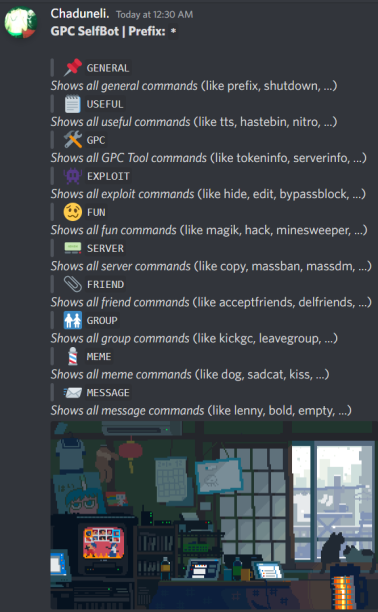 Chaduneli. Today at 12:30 AM
GPC SelfBot | Prefix: *
GENERAL
Shows all general commands (like prefix, shutdown, ...)
USEFUL
Shows all useful commands (like tts, hastebin, nitro, ...)
GPC
Shows all GPC Tool commands (like tokeninfo, serverinfo, ...)
EXPLOIT
Shows all exploit commands (like hide, edit, bypassblock, ...)
FUN
Shows all fun commands (like magik, hack, minesweeper, ...)
SERVER
Shows all server commands (like copy, massban, massdm, ...)
FRIEND
Shows all friend commands (like acceptfriends, delfriends, ...)
GROUP
Shows all group commands (like kickgc, leavegroup, ...)
MEME
Shows all meme commands (like dog, sadcat, kiss, ...)
MESSAGE
Shows all message commands (like lenny, bold, empty, ...)